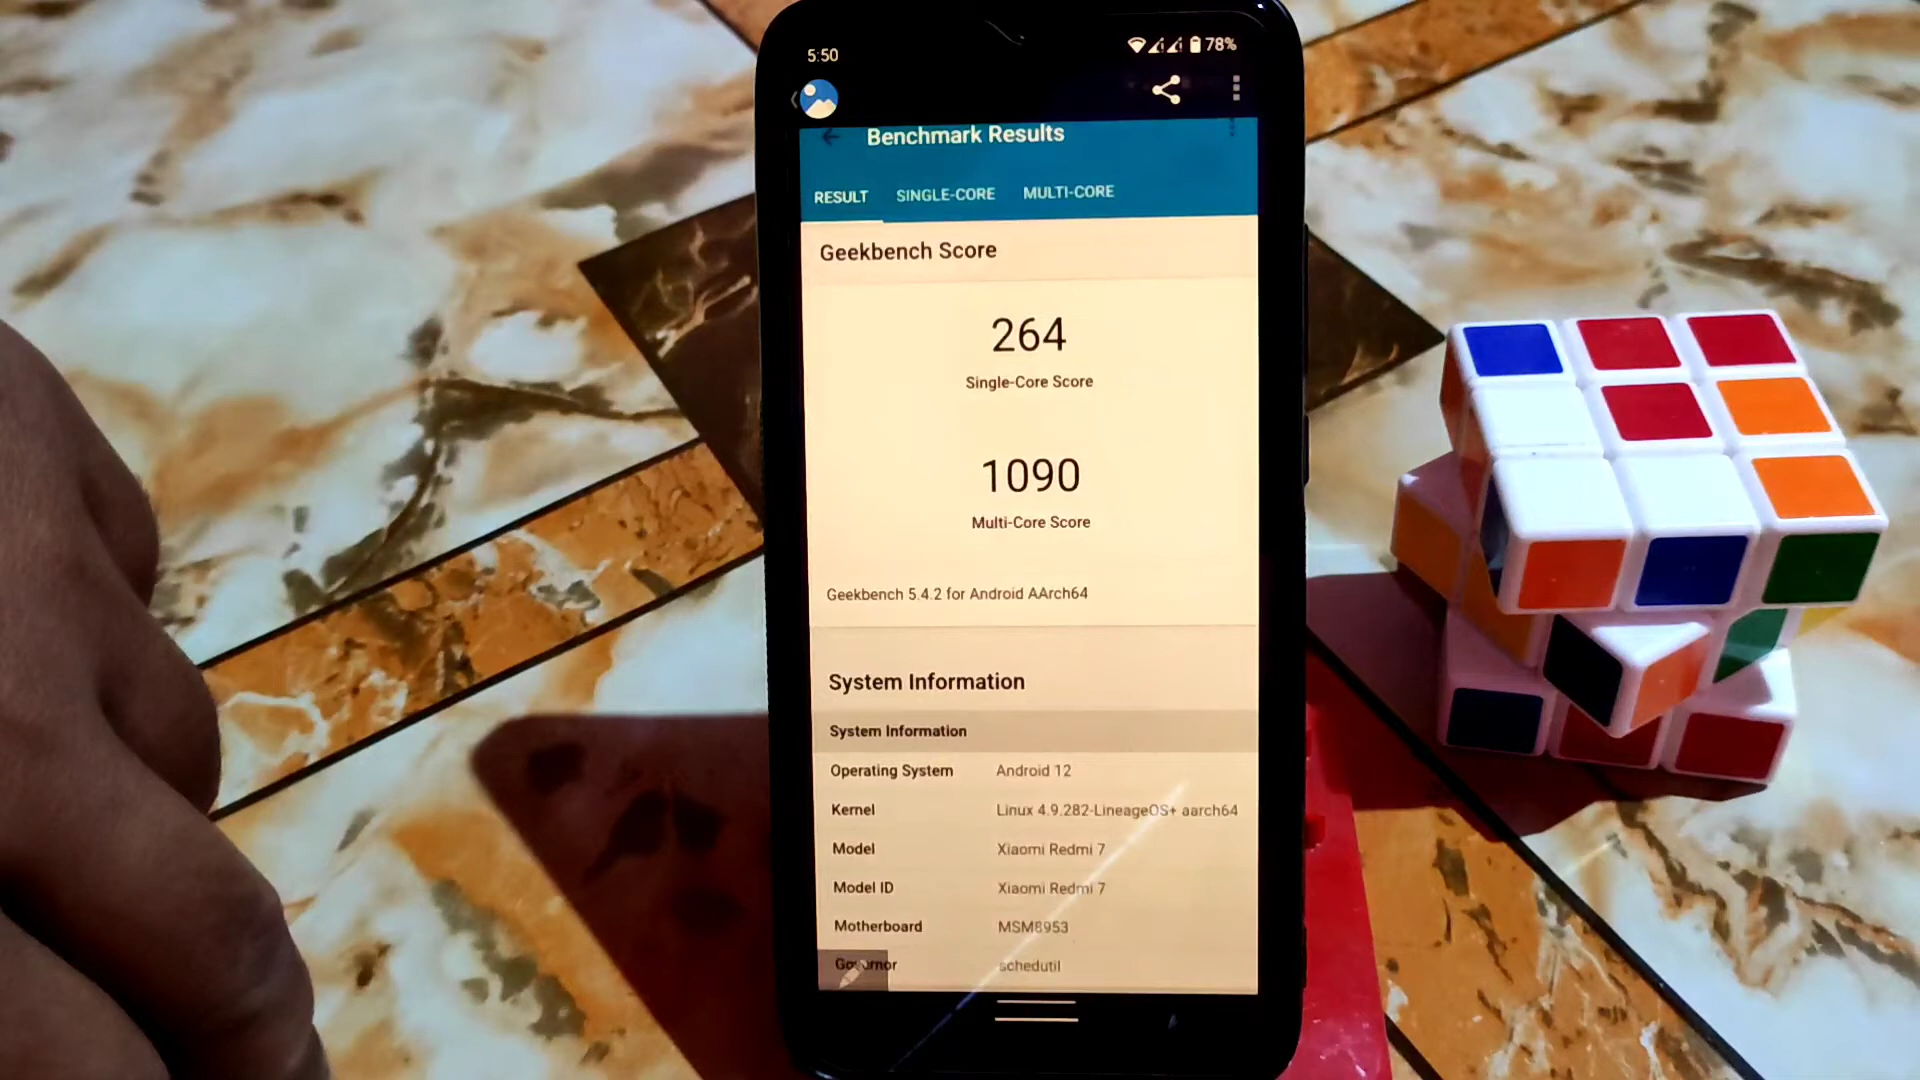 5:50
78%
Benchmark Results
RESULT SINGLE-CORE MULTI-CORE
Geekbench Score
264
Single-Core Score
1090
Multi-Core Score
Geekbench 5.4.2 for Android AArch64
System Information
System Information
Operating System Android 12
Kernel Linux 4.9.282-LineageOS+ aarch64
Model Xiaomi Redmi 7
Model ID Xiaomi Redmi 7
Motherboard MSM8953
Governor schedutil